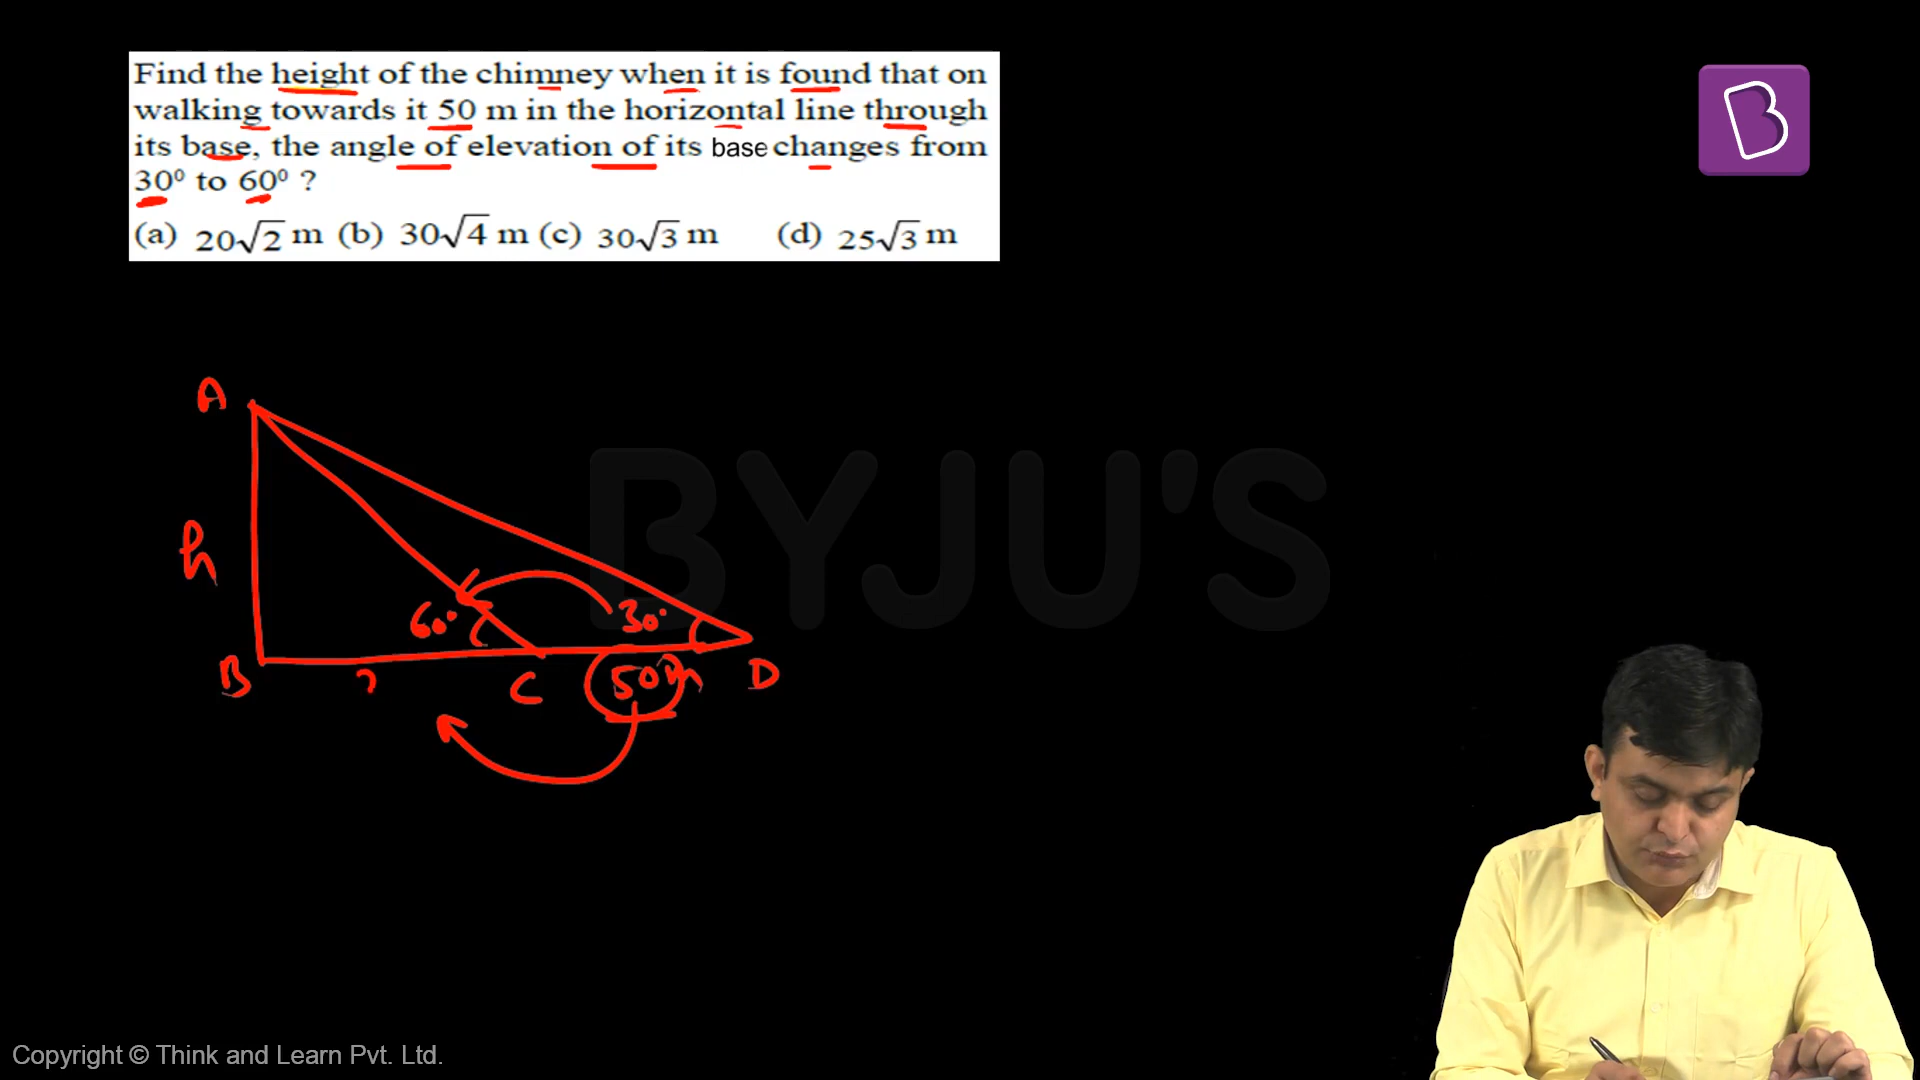 Find the height of the chimney when it is found that on
walking towards it 50 m in the horizontal line through
its base, the angle of elevation of its base changes from
30⁰ to 60⁰ ?
(a) 20√2 m (b) 30√4 m (c) 30√3 m (d) 25√3 m
A
h
60°
30°
B
?
C
50m
D
BYJU'S
Copyright © Think and Learn Pvt. Ltd.